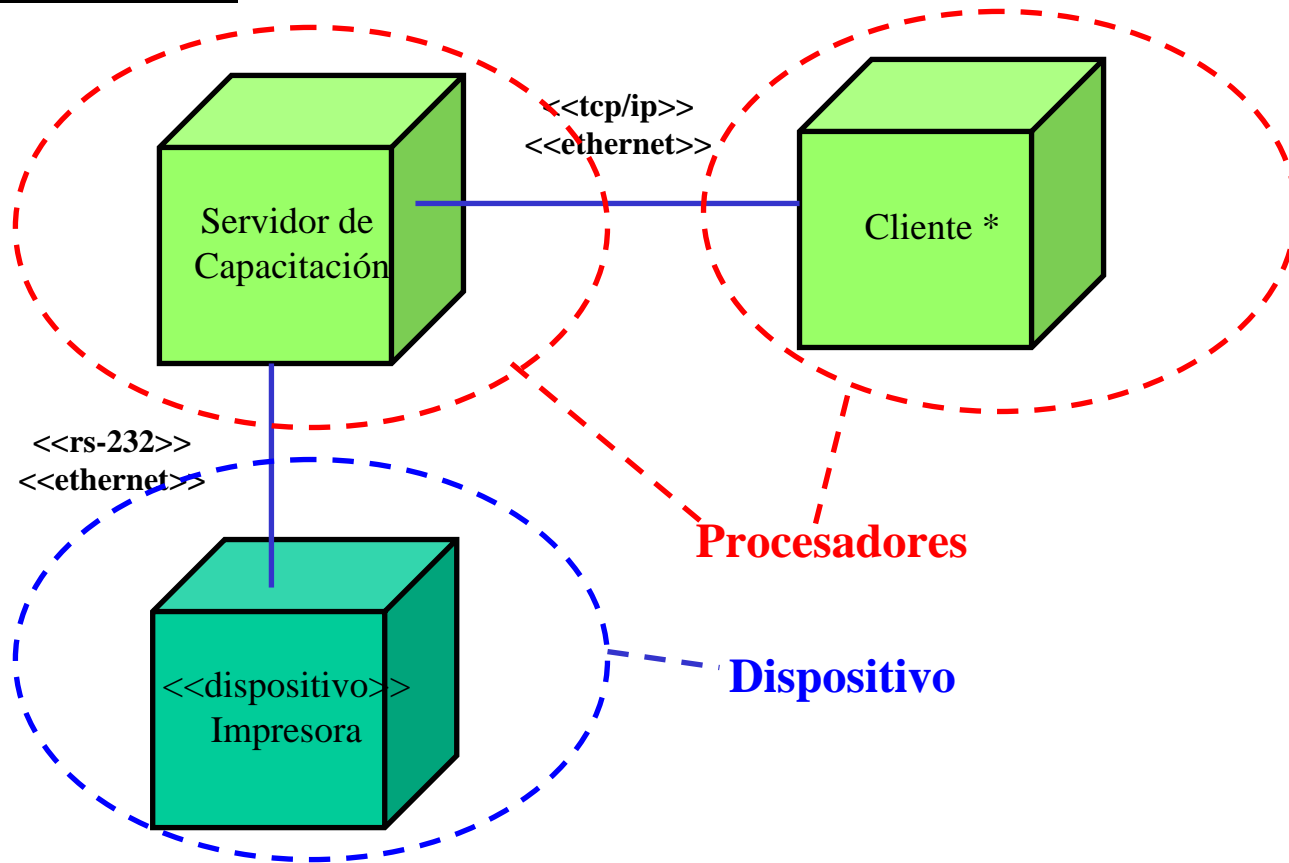 <<tcp/ip>>
<<ethernet>>
Servidor de
Capacitación
Cliente *
<<rs-232>>
<<ethernet>>
Procesadores
<<dispositivo>>
Impresora
Dispositivo